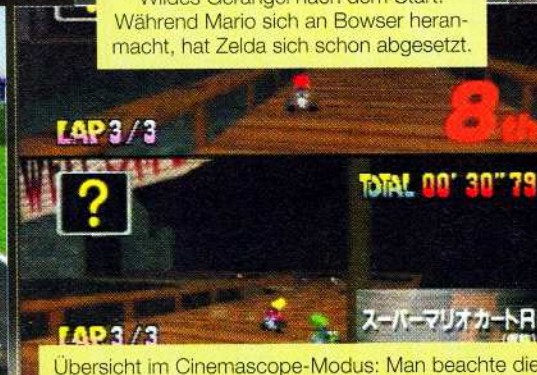 Wildes Gerangel nach dem Start:
Während Mario sich an Bowser heran-
macht, hat Zelda sich schon abgesetzt.
LAP 3/3
8th
?
TOTAL 00' 30" 79
スーパーマリオカートR
LAP 3/3
Übersicht im Cinemascope-Modus: Man beachte die